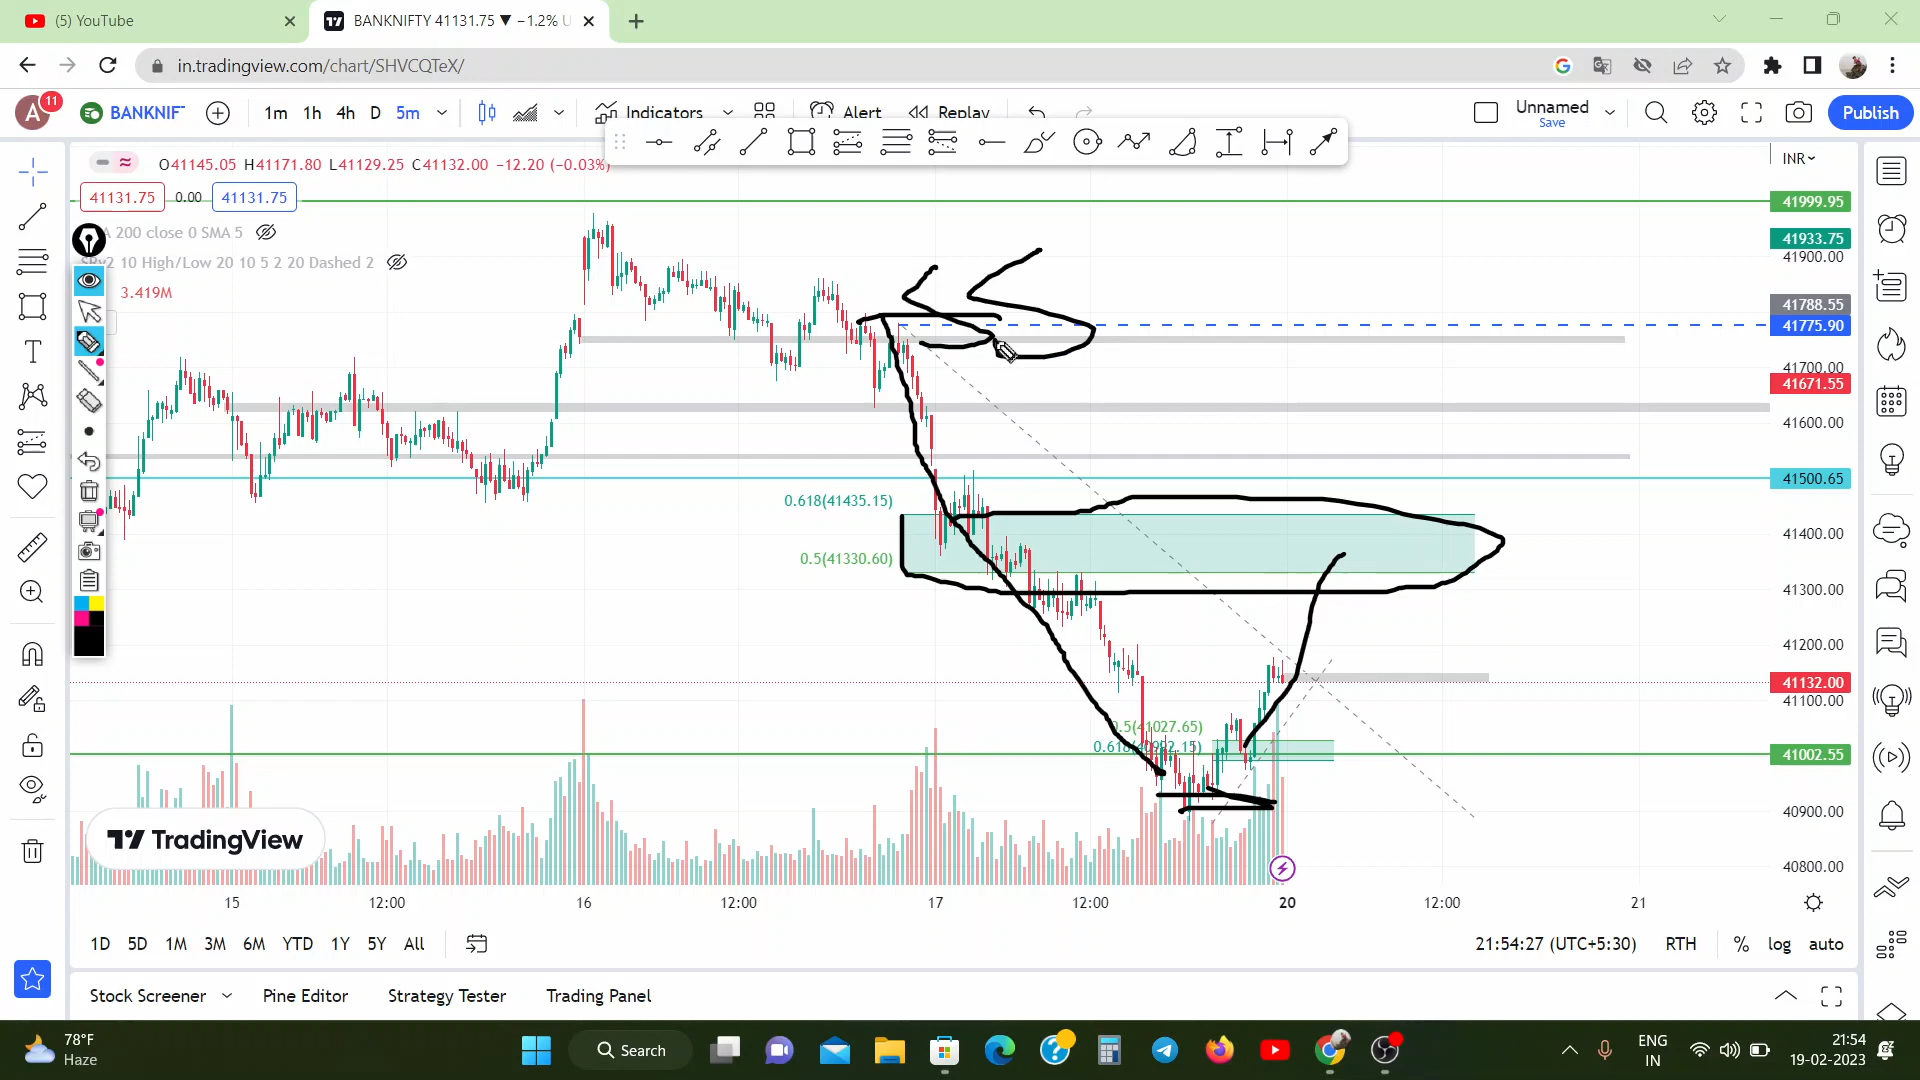 (5) YouTube
BANKNIFTY 41131.75 ▼ −1.2% U
in.tradingview.com/chart/SHVCQTeX/
A 11 BANKNIF 1m 1h 4h D 5m Indicators Alert Replay Unnamed Save Publish
O41145.05 H41171.80 L41129.25 C41132.00 −12.20 (−0.03%) INR
41131.75 0.00 41131.75
41999.95
A 200 close 0 SMA 5
41933.75
41900.00
SRv2 10 High/Low 20 10 5 2 20 Dashed 2
3.419M
41788.55
41775.90
41700.00
41671.55
41600.00
41500.65
0.618(41435.15)
41400.00
0.5(41330.60)
41300.00
41200.00
41132.00
41100.00
0.5(41027.65)
41002.55
40900.00
TradingView
40800.00
15 12:00 16 12:00 17 12:00 20 12:00 21
1D 5D 1M 3M 6M YTD 1Y 5Y All 21:54:27 (UTC+5:30) RTH % log auto
Stock Screener Pine Editor Strategy Tester Trading Panel
78°F
Haze
Search
ENG
IN
21:54
19-02-2023